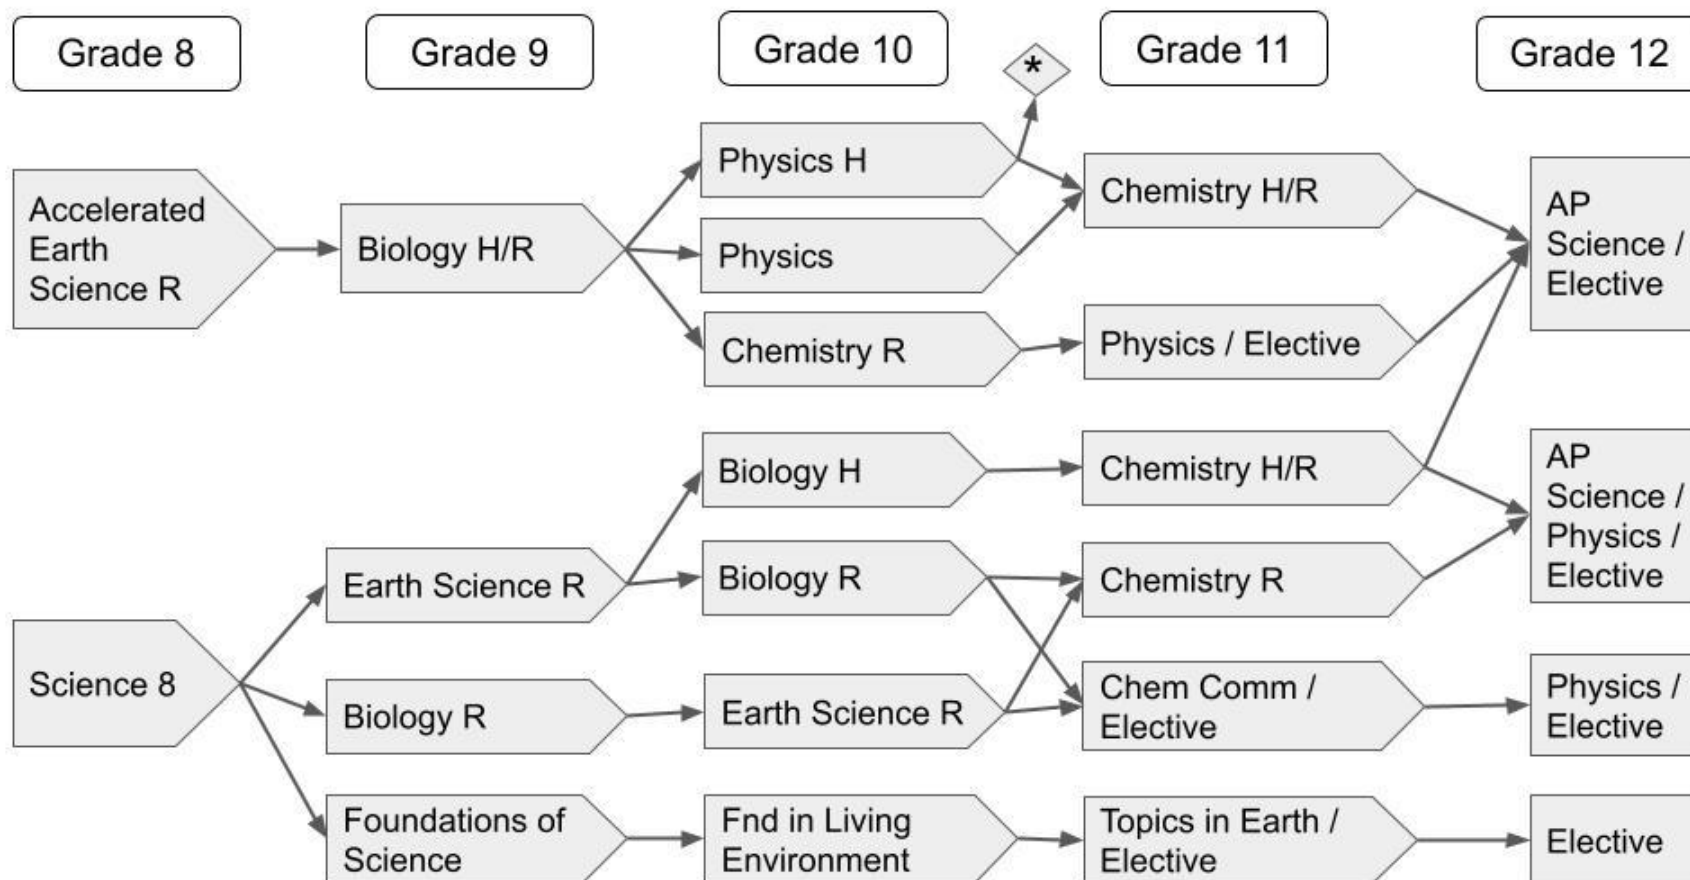 Grade 8
Grade 9
Grade 10
Grade 11
Grade 12
*
Accelerated
Earth
Science R
Biology H/R
Physics H
Physics
Chemistry R
Chemistry H/R
Physics / Elective
AP
Science /
Elective
Science 8
Earth Science R
Biology R
Foundations of
Science
Biology H
Biology R
Earth Science R
Fnd in Living
Environment
Chemistry H/R
Chemistry R
Chem Comm /
Elective
Topics in Earth /
Elective
AP
Science /
Physics /
Elective
Physics /
Elective
Elective